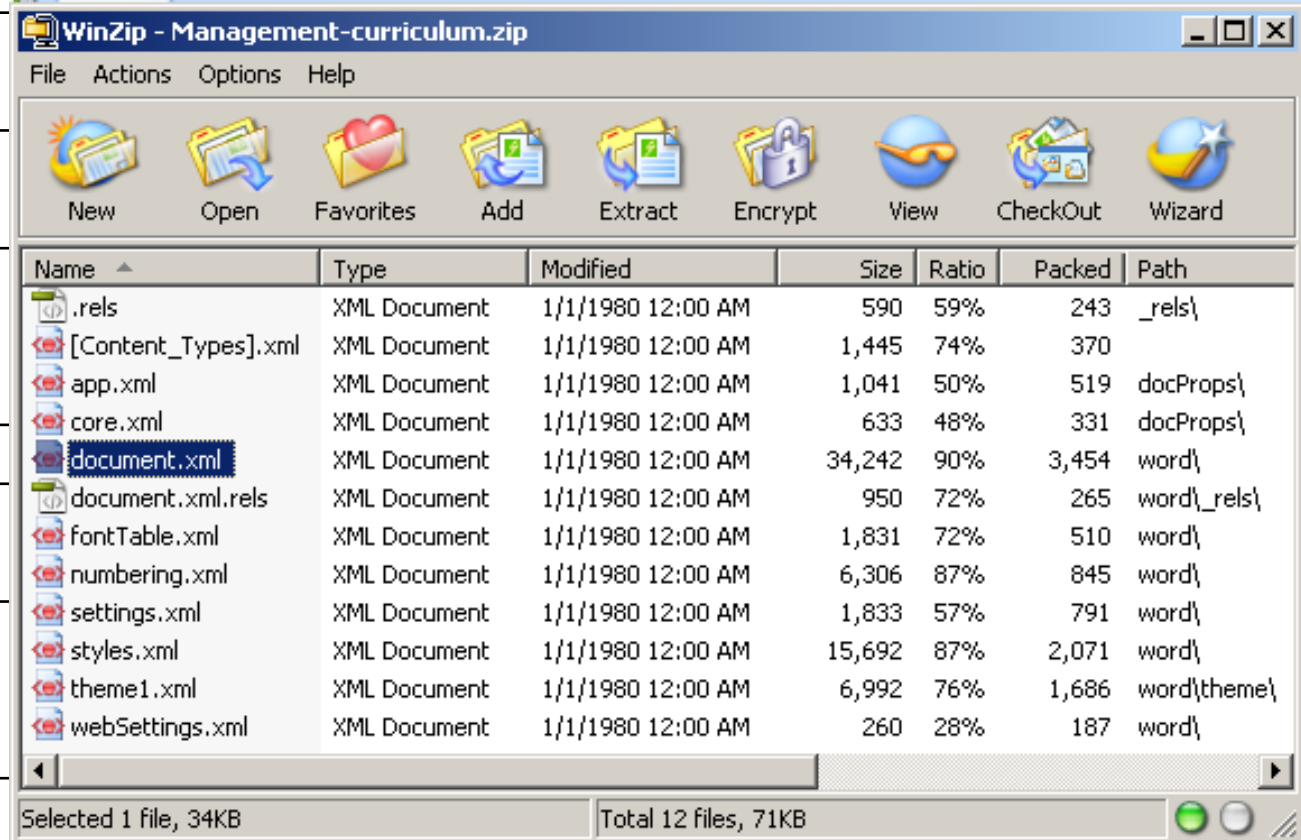 WinZip - Management-curriculum.zip
File Actions Options Help
New Open Favorites Add Extract Encrypt View CheckOut Wizard
Name Type Modified Size Ratio Packed Path
.rels XML Document 1/1/1980 12:00 AM 590 59% 243 _rels\
[Content_Types].xml XML Document 1/1/1980 12:00 AM 1,445 74% 370
app.xml XML Document 1/1/1980 12:00 AM 1,041 50% 519 docProps\
core.xml XML Document 1/1/1980 12:00 AM 633 48% 331 docProps\
document.xml XML Document 1/1/1980 12:00 AM 34,242 90% 3,454 word\
document.xml.rels XML Document 1/1/1980 12:00 AM 950 72% 265 word\_rels\
fontTable.xml XML Document 1/1/1980 12:00 AM 1,831 72% 510 word\
numbering.xml XML Document 1/1/1980 12:00 AM 6,306 87% 845 word\
settings.xml XML Document 1/1/1980 12:00 AM 1,833 57% 791 word\
styles.xml XML Document 1/1/1980 12:00 AM 15,692 87% 2,071 word\
theme1.xml XML Document 1/1/1980 12:00 AM 6,992 76% 1,686 word\theme\
webSettings.xml XML Document 1/1/1980 12:00 AM 260 28% 187 word\
Selected 1 file, 34KB Total 12 files, 71KB